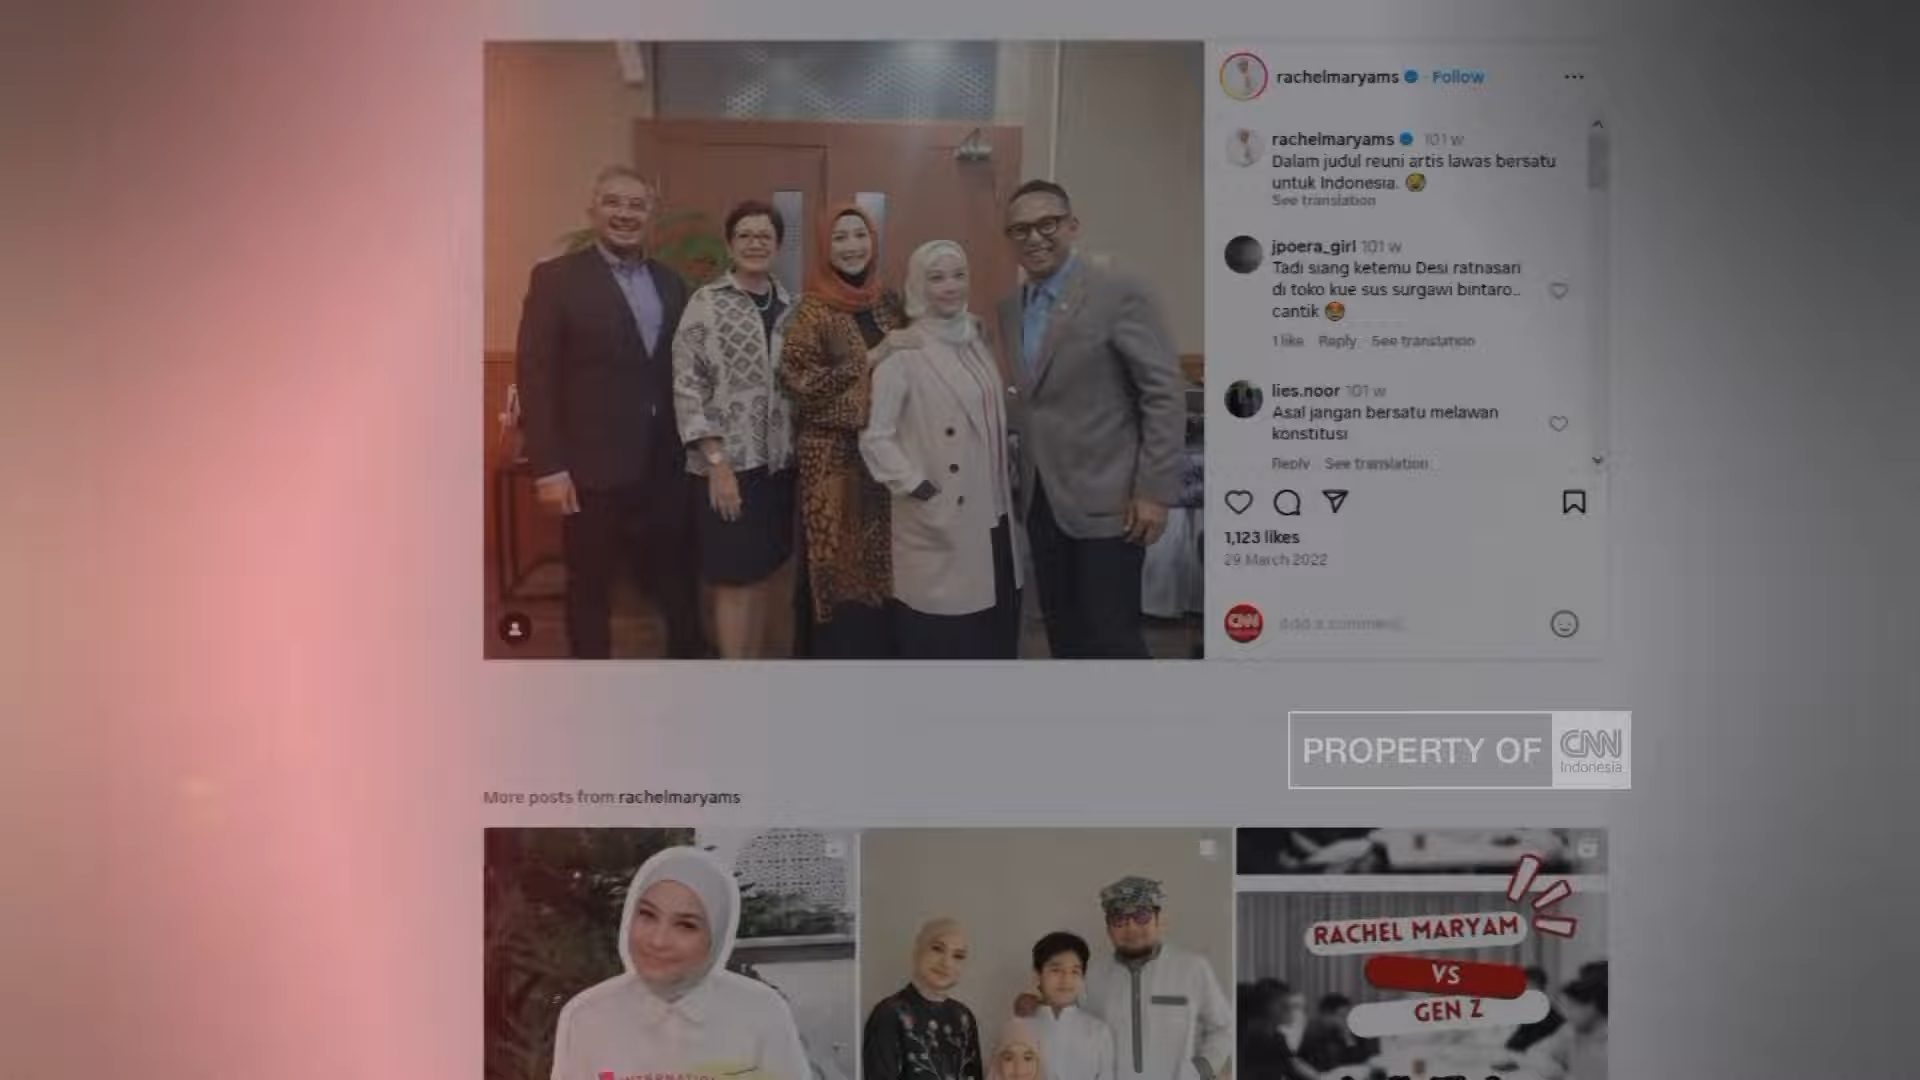 rachelmaryams · Follow
rachelmaryams 101 w
Dalam judul reuni artis lawas bersatu
untuk Indonesia.
See translation
jpoera_girl 101 w
Tadi siang ketemu Desi ratnasari
di toko kue sus surgawi bintaro..
cantik
1 like Reply See translation
lies.noor 101 w
Asal jangan bersatu melawan
konstitusi
Reply See translation
1,123 likes
29 March 2022
CNN
Add a comment...
PROPERTY OF CNN
Indonesia
More posts from rachelmaryams
RACHEL MARYAM
VS
GEN Z